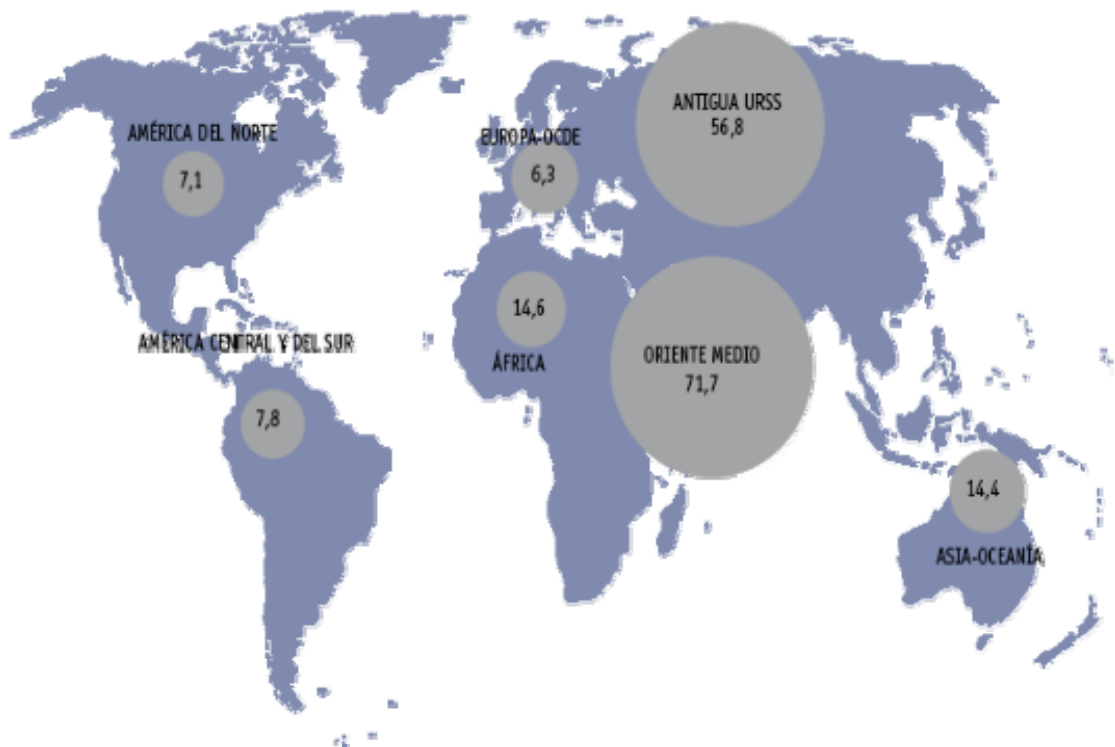 AMÉRICA DEL NORTE
7,1
EUROPA-OCDE
6,3
ANTIGUA URSS
56,8
14,6
ÁFRICA
ORIENTE MEDIO
71,7
AMÉRICA CENTRAL Y DEL SUR
7,8
14,4
ASIA-OCEANÍA